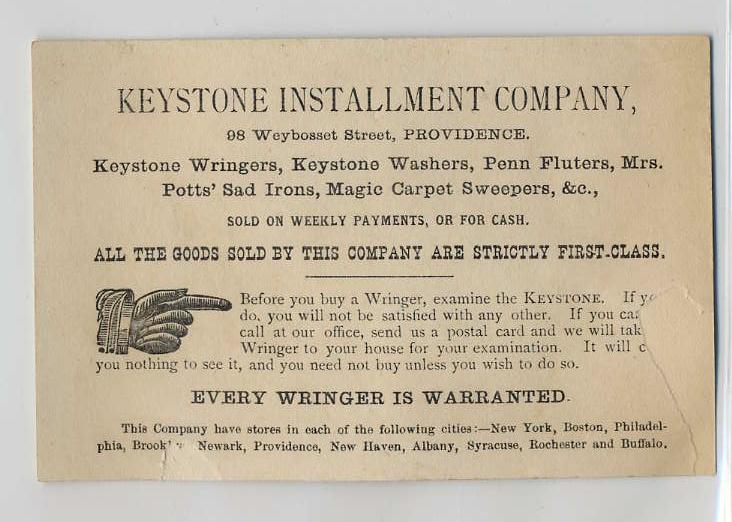 KEYSTONE INSTALLMENT COMPANY,
98 Weybosset Street, PROVIDENCE.
Keystone Wringers, Keystone Washers, Penn Fluters, Mrs.
Potts' Sad Irons, Magic Carpet Sweepers, &c.,
SOLD ON WEEKLY PAYMENTS, OR FOR CASH.
ALL THE GOODS SOLD BY THIS COMPANY ARE STRICTLY FIRST-CLASS.
Before you buy a Wringer, examine the KEYSTONE. If
do, you will not be satisfied with any other. If you
call at our office, send us a postal card and we will
Wringer to your house for your examination. It will
you nothing to see it, and you need not buy unless you wish to do so.
EVERY WRINGER IS WARRANTED.
This Company have stores in each of the following cities:—New York, Boston, Philadel-
phia, Newark, Providence, New Haven, Albany, Syracuse, Rochester and Buffalo.